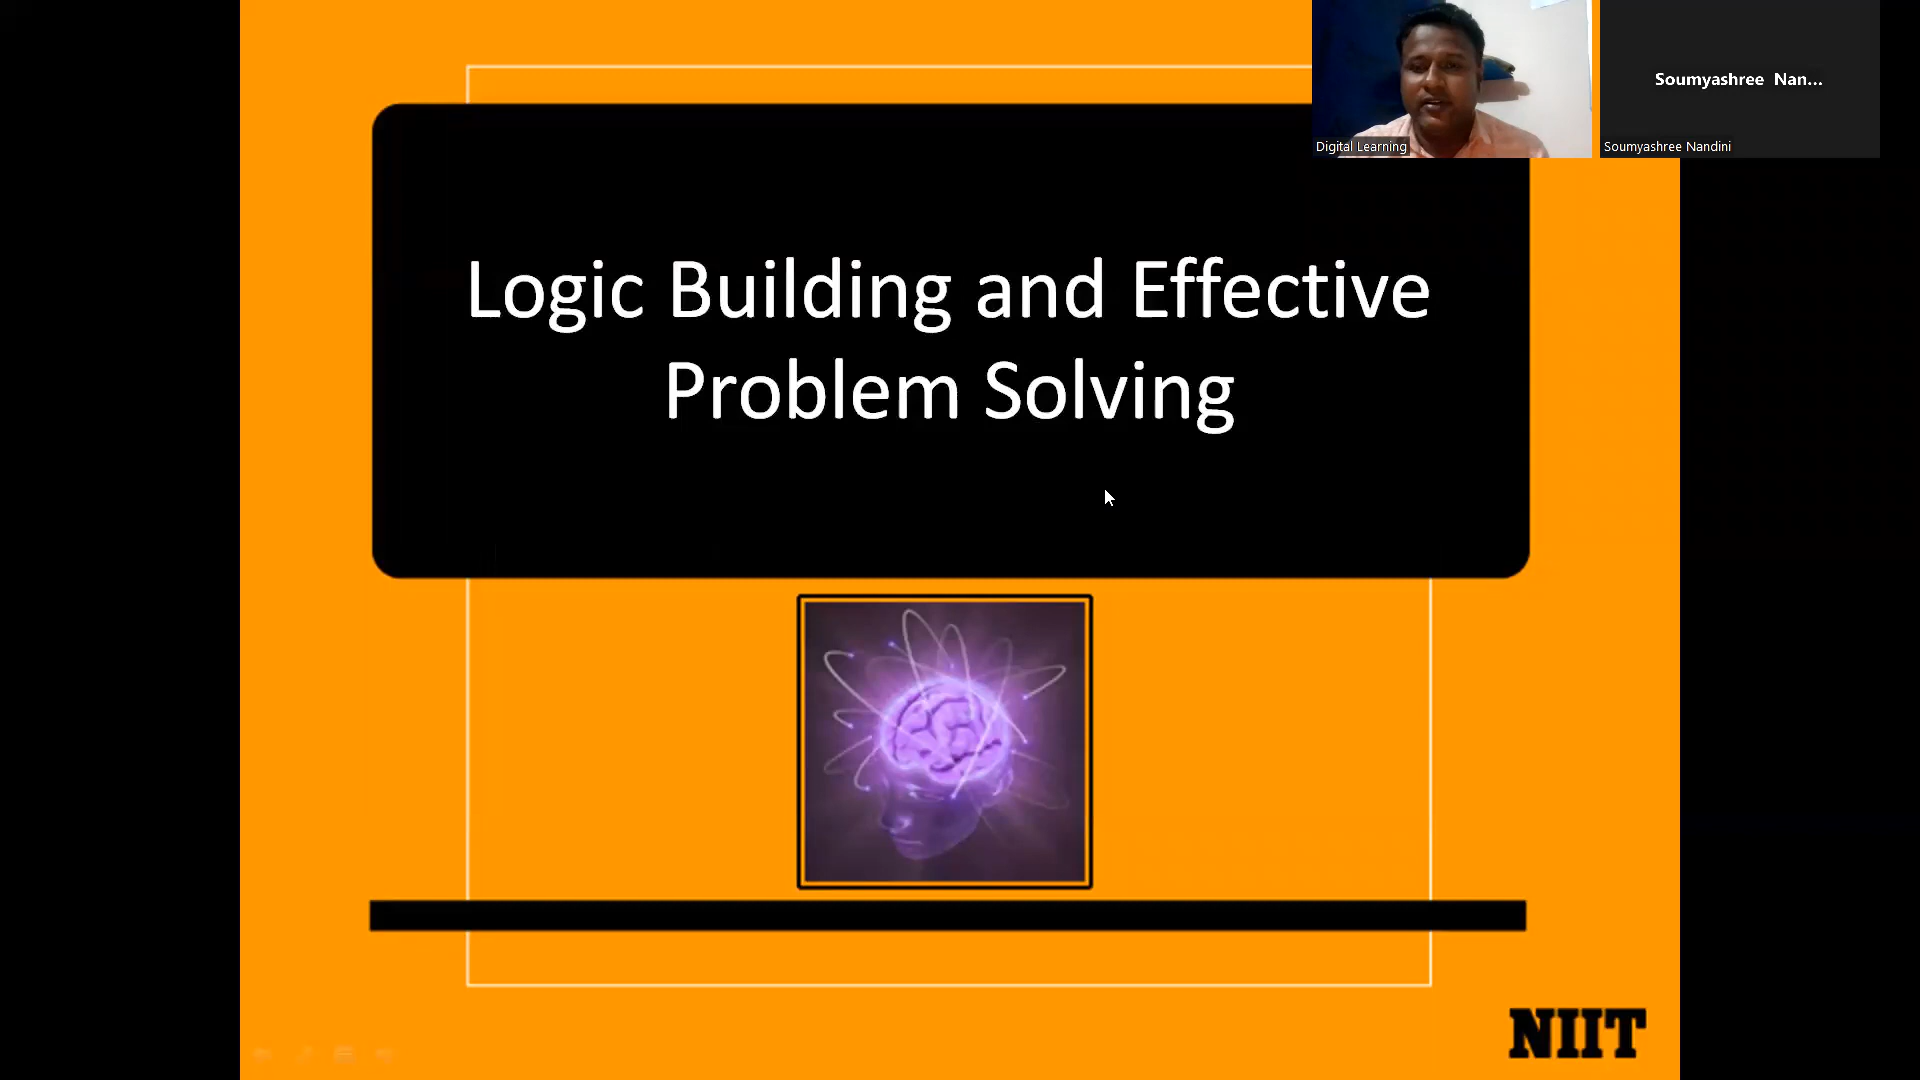 Soumyashree Nan...
Digital Learning
Soumyashree Nandini
Logic Building and Effective
Problem Solving
NIIT